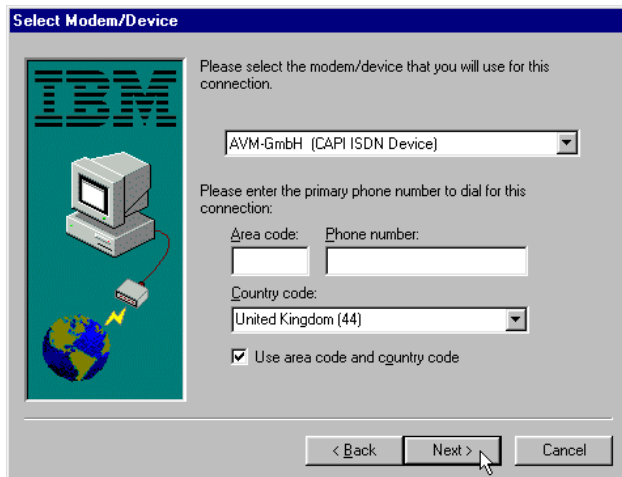 Select Modem/Device
IBM
Please select the modem/device that you will use for this
connection.
AVM-GmbH (CAPI ISDN Device)
Please enter the primary phone number to dial for this
connection:
Area code: Phone number:
Country code:
United Kingdom (44)
Use area code and country code
< Back Next > Cancel